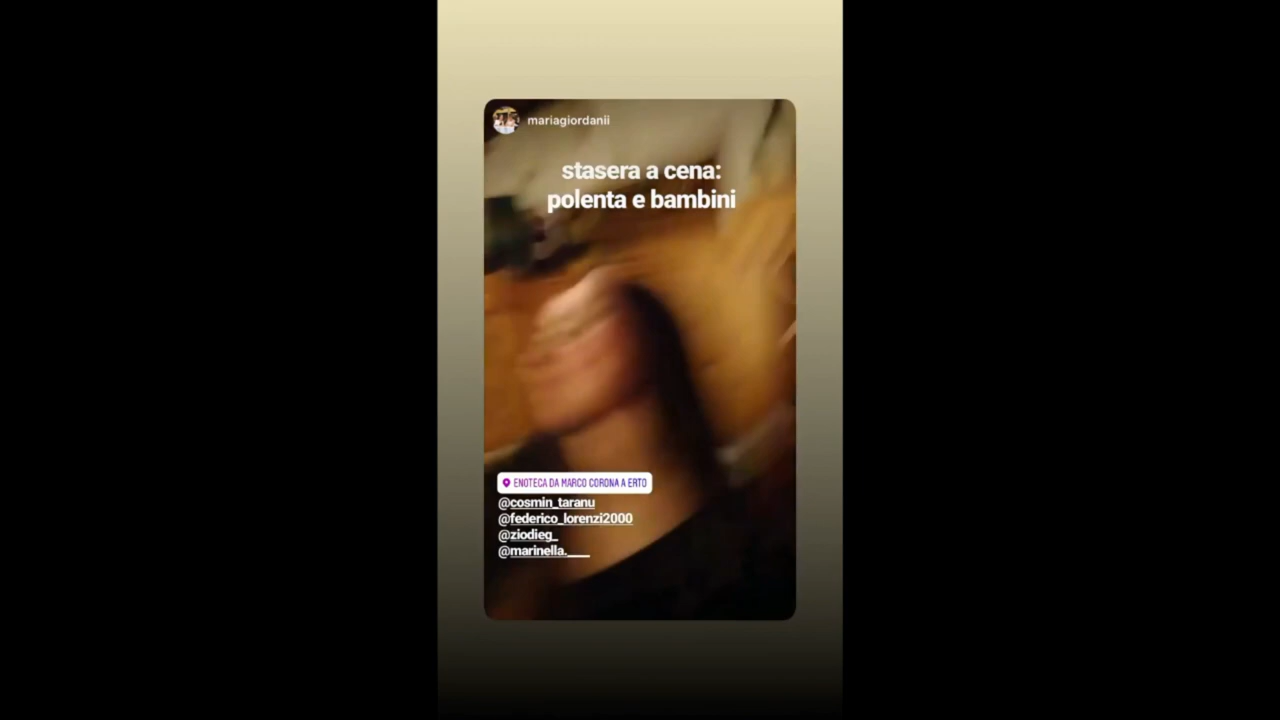 mariagiordanii
stasera a cena:
polenta e bambini
ENOTECA DA MARCO CORONA A ERTO
@cosmin_taranu
@federico_lorenzi2000
@ziodieg_
@marinella.____